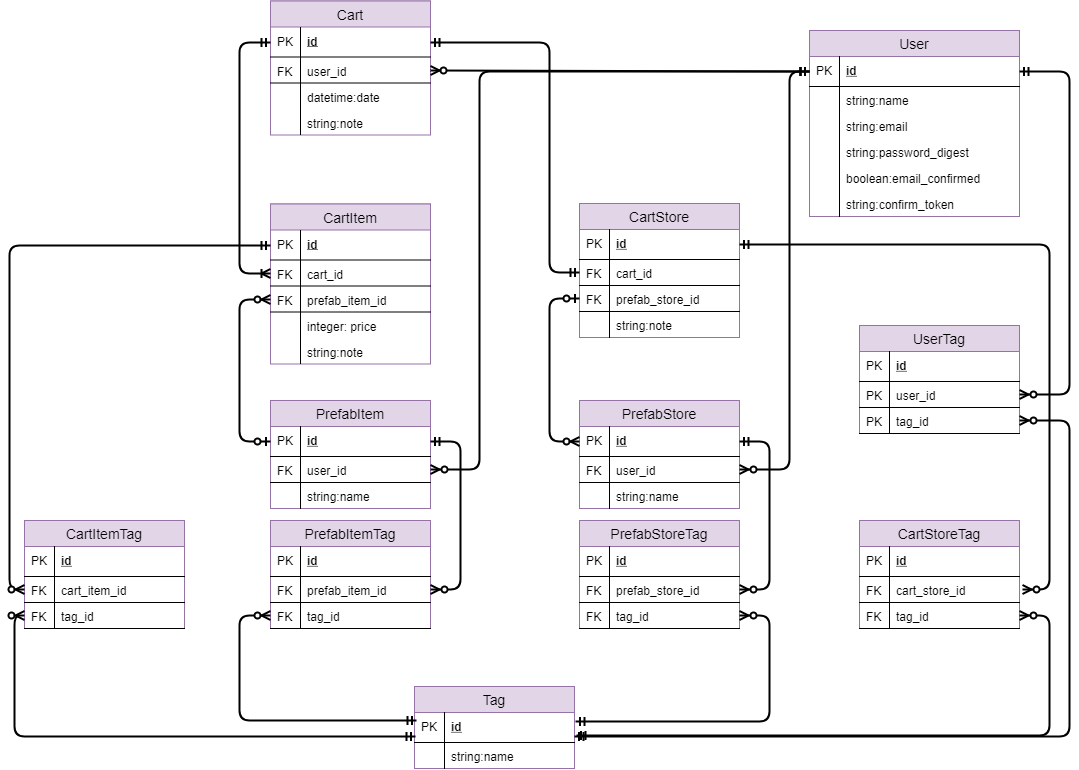 Cart
PK id
FK user_id
datetime:date
string:note
User
PK id
string:name
string:email
string:password_digest
boolean:email_confirmed
string:confirm_token
CartItem
PK id
FK cart_id
FK prefab_item_id
integer: price
string:note
CartStore
PK id
FK cart_id
FK prefab_store_id
string:note
UserTag
PK id
PK user_id
PK tag_id
PrefabItem
PK id
FK user_id
string:name
PrefabStore
PK id
FK user_id
string:name
CartItemTag
PK id
FK cart_item_id
FK tag_id
PrefabItemTag
PK id
FK prefab_item_id
FK tag_id
PrefabStoreTag
PK id
FK prefab_store_id
FK tag_id
CartStoreTag
PK id
FK cart_store_id
FK tag_id
Tag
PK id
string:name